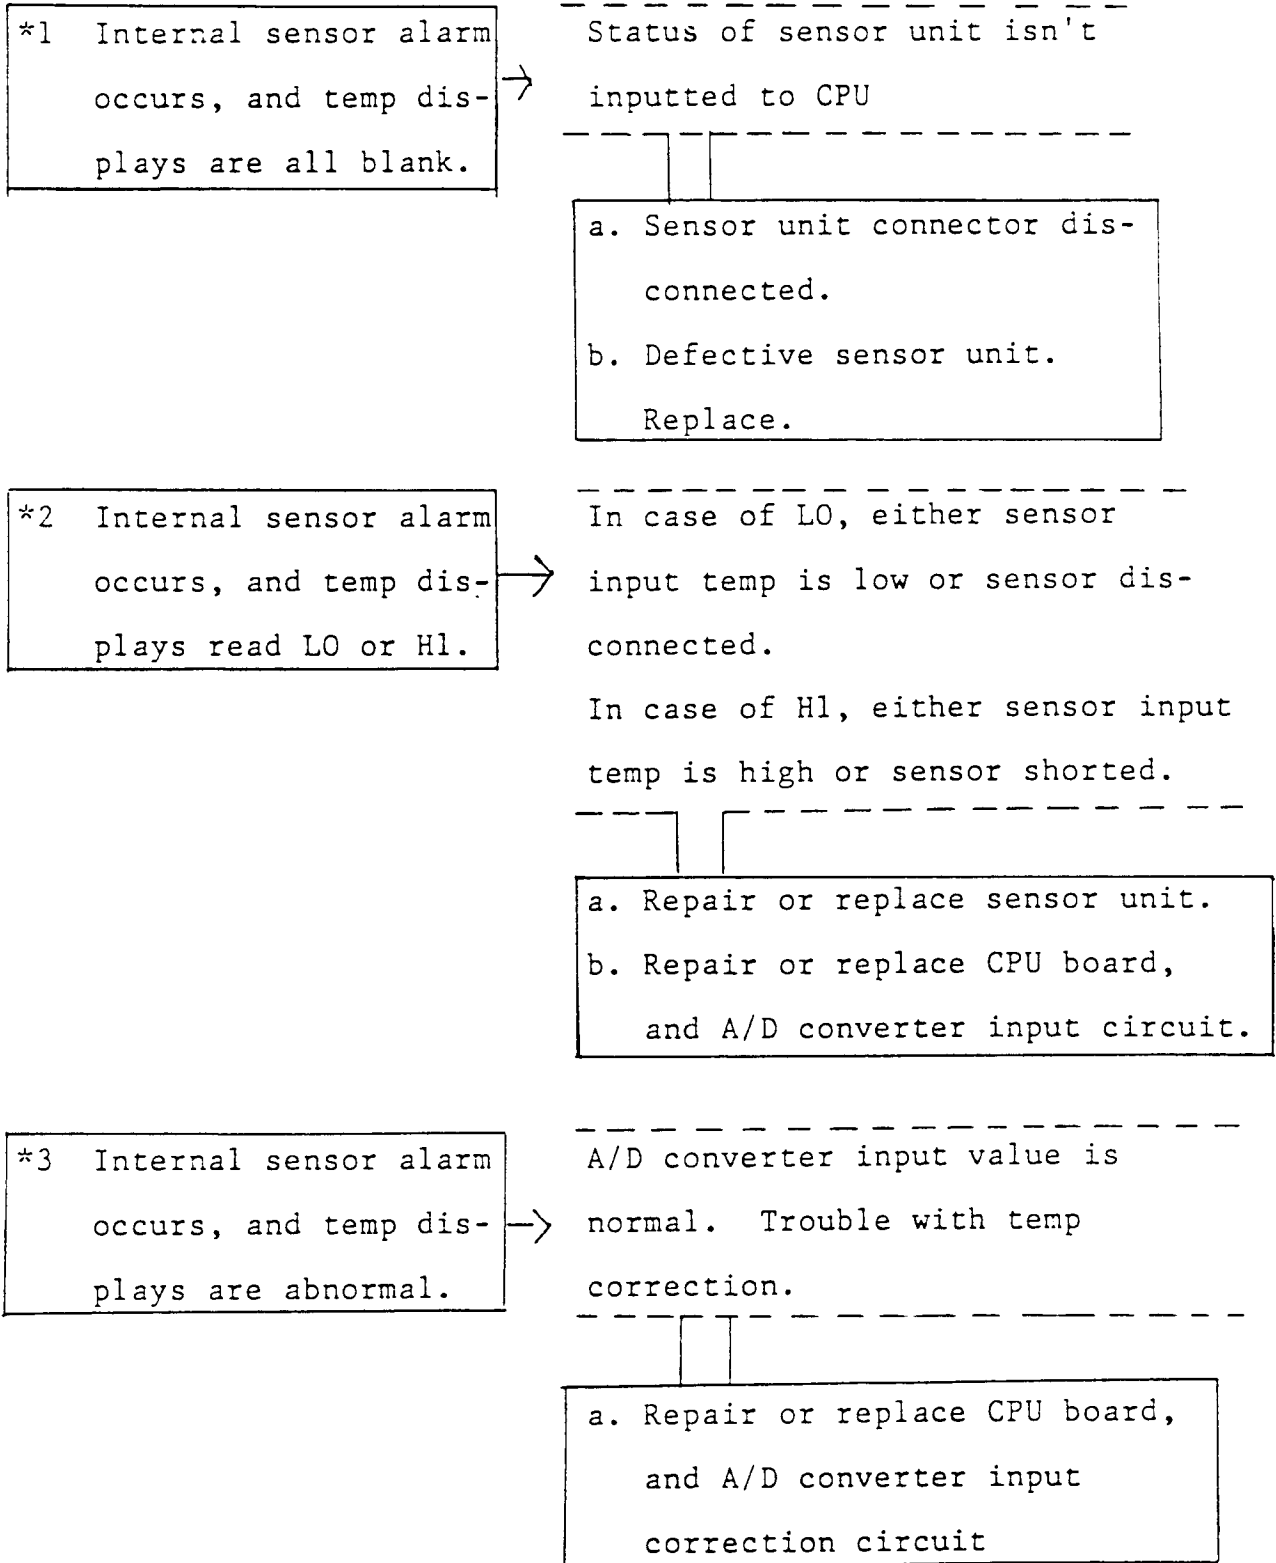 *1 Internal sensor alarm
occurs, and temp dis-
plays are all blank.
Status of sensor unit isn't
inputted to CPU
a. Sensor unit connector dis-
connected.
b. Defective sensor unit.
Replace.
*2 Internal sensor alarm
occurs, and temp dis-
plays read LO or H1.
In case of LO, either sensor
input temp is low or sensor dis-
connected.
In case of H1, either sensor input
temp is high or sensor shorted.
a. Repair or replace sensor unit.
b. Repair or replace CPU board,
and A/D converter input circuit.
*3 Internal sensor alarm
occurs, and temp dis-
plays are abnormal.
A/D converter input value is
normal. Trouble with temp
correction.
a. Repair or replace CPU board,
and A/D converter input
correction circuit